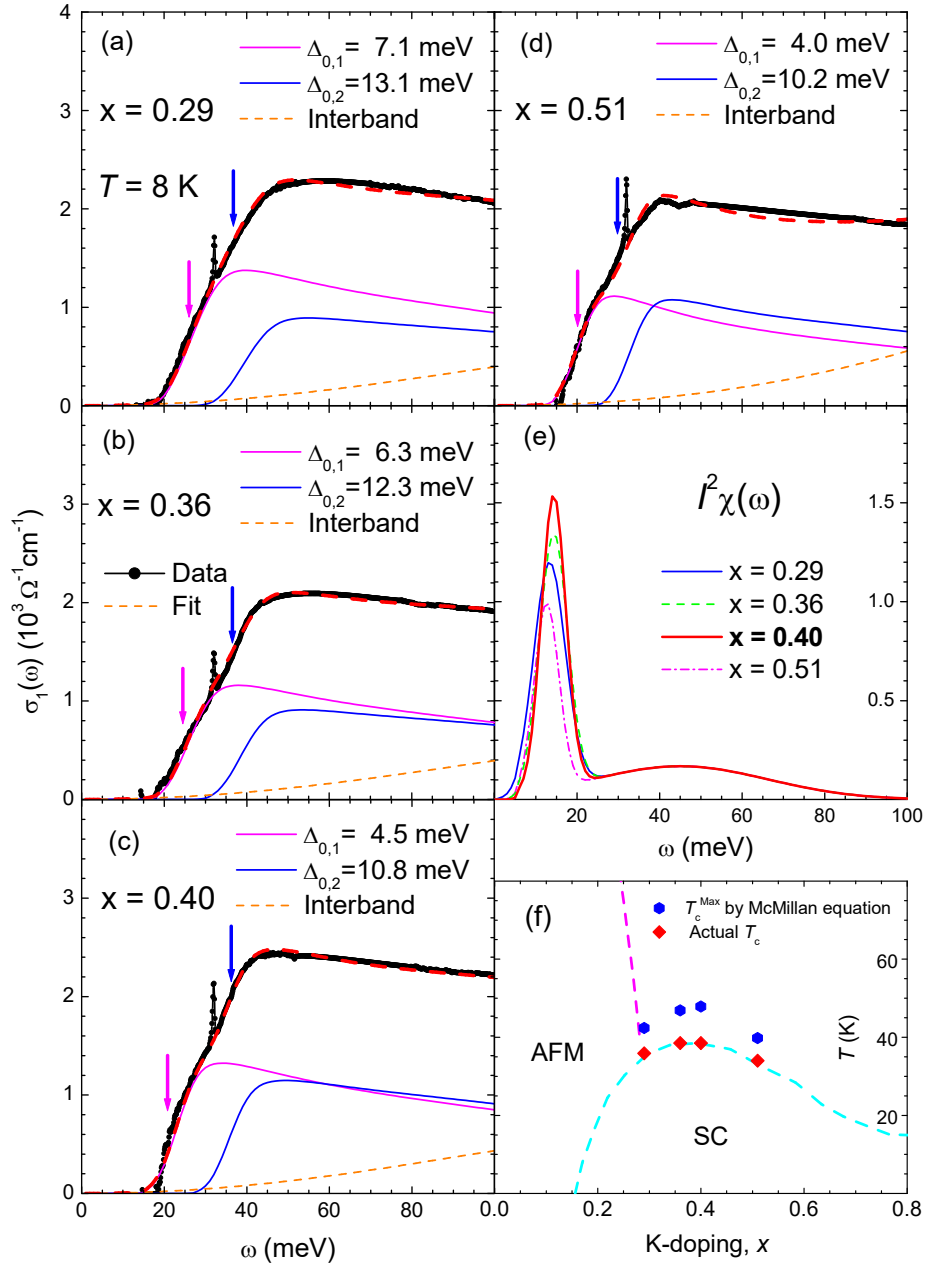 (a)
Δ0,1= 7.1 meV
Δ0,2=13.1 meV
Interband
x = 0.29
T = 8 K
4
3
2
1
0
(b)
Δ0,1= 6.3 meV
Δ0,2=12.3 meV
Interband
x = 0.36
Data
Fit
3
2
1
0
σ1(ω) (10³ Ω⁻¹cm⁻¹)
(c)
Δ0,1= 4.5 meV
Δ0,2=10.8 meV
Interband
x = 0.40
3
2
1
0
0 20 40 60 80
ω (meV)
(d)
Δ0,1= 4.0 meV
Δ0,2=10.2 meV
Interband
x = 0.51
(e)
I²χ(ω)
x = 0.29
x = 0.36
x = 0.40
x = 0.51
1.5
1.0
0.5
0 20 40 60 80 100
ω (meV)
(f)
TcMax by McMillan equation
Actual Tc
AFM
SC
60
40
20
T (K)
0.0 0.2 0.4 0.6 0.8
K-doping, x